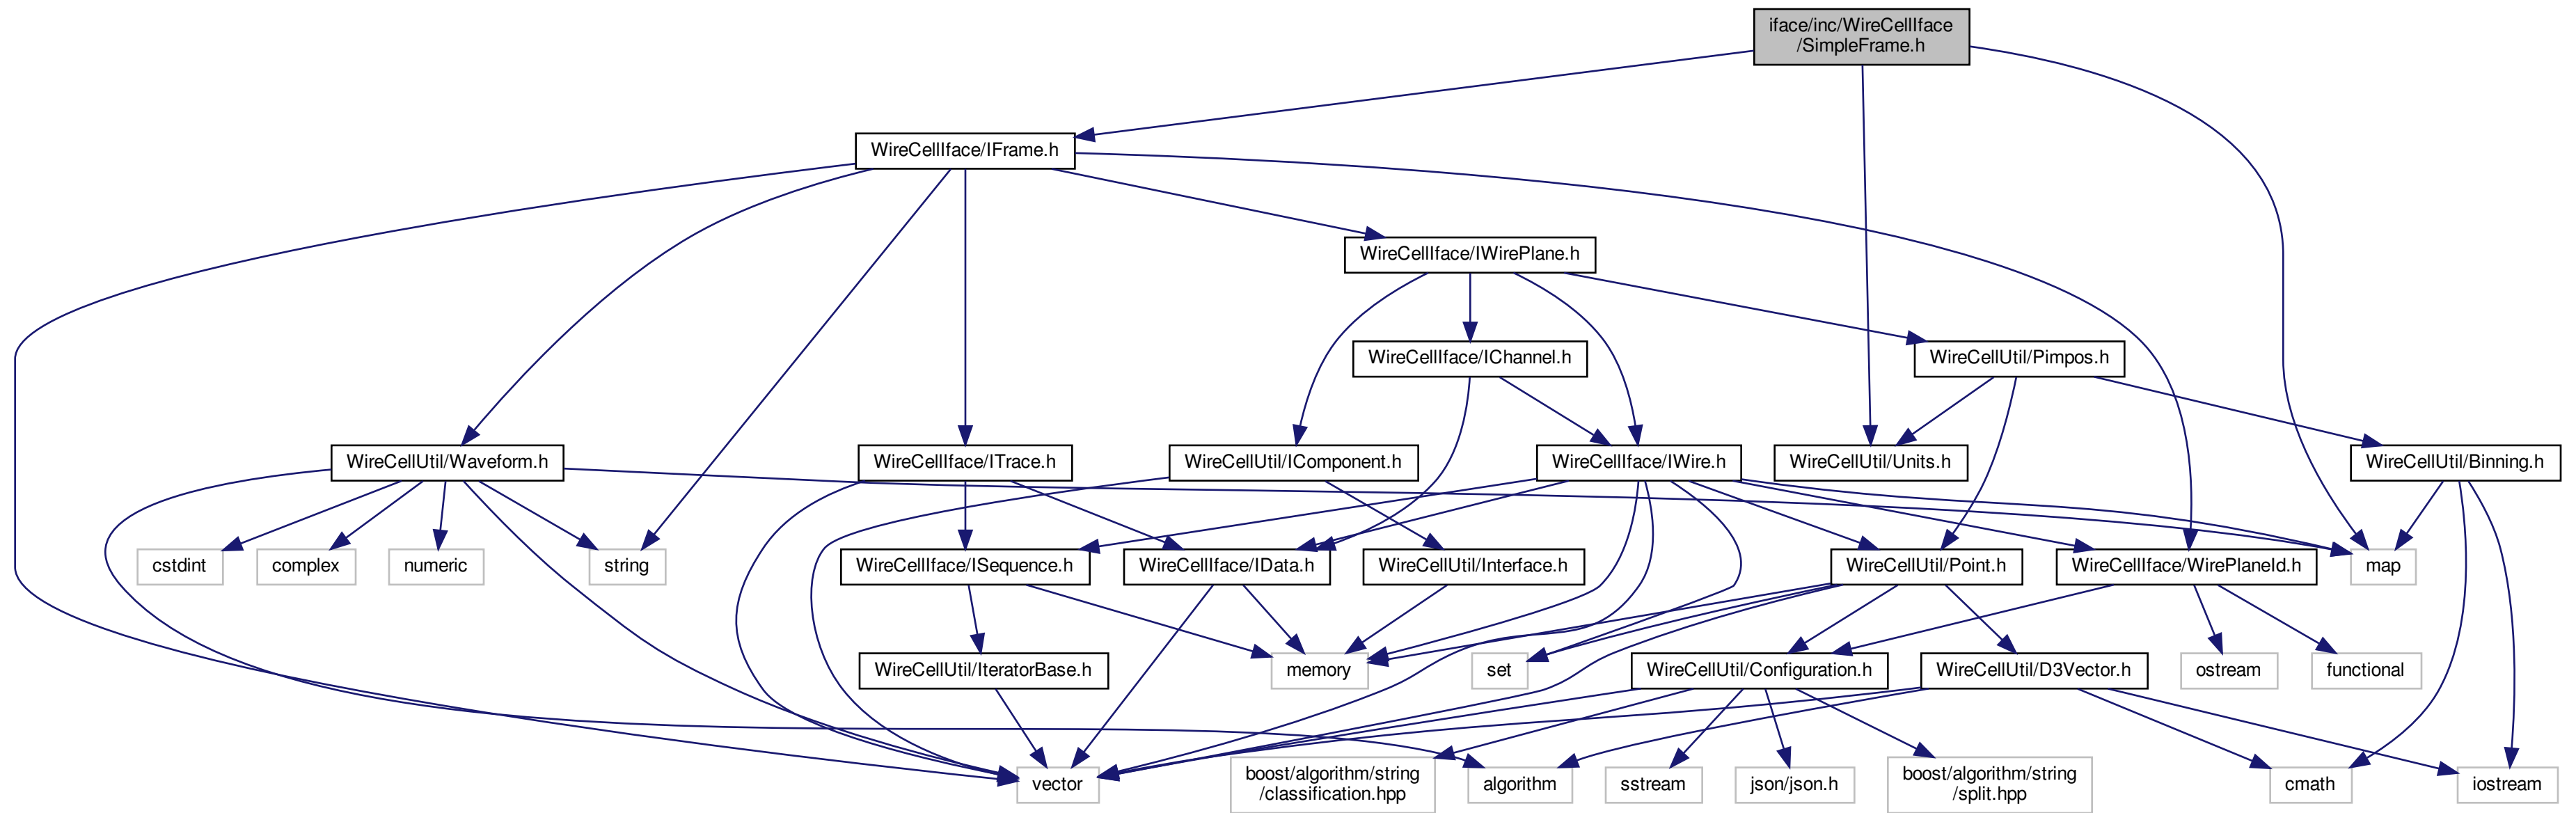 iface/inc/WireCellIface
/SimpleFrame.h
WireCellIface/IFrame.h
WireCellIface/IWirePlane.h
WireCellIface/IChannel.h
WireCellUtil/Pimpos.h
WireCellUtil/Waveform.h
WireCellIface/ITrace.h
WireCellUtil/IComponent.h
WireCellIface/IWire.h
WireCellUtil/Units.h
WireCellUtil/Binning.h
cstdint
complex
numeric
string
WireCellIface/ISequence.h
WireCellIface/IData.h
WireCellUtil/Interface.h
WireCellUtil/Point.h
WireCellIface/WirePlaneId.h
map
WireCellUtil/IteratorBase.h
memory
set
WireCellUtil/Configuration.h
WireCellUtil/D3Vector.h
ostream
functional
vector
boost/algorithm/string
/classification.hpp
algorithm
sstream
json/json.h
boost/algorithm/string
/split.hpp
cmath
iostream